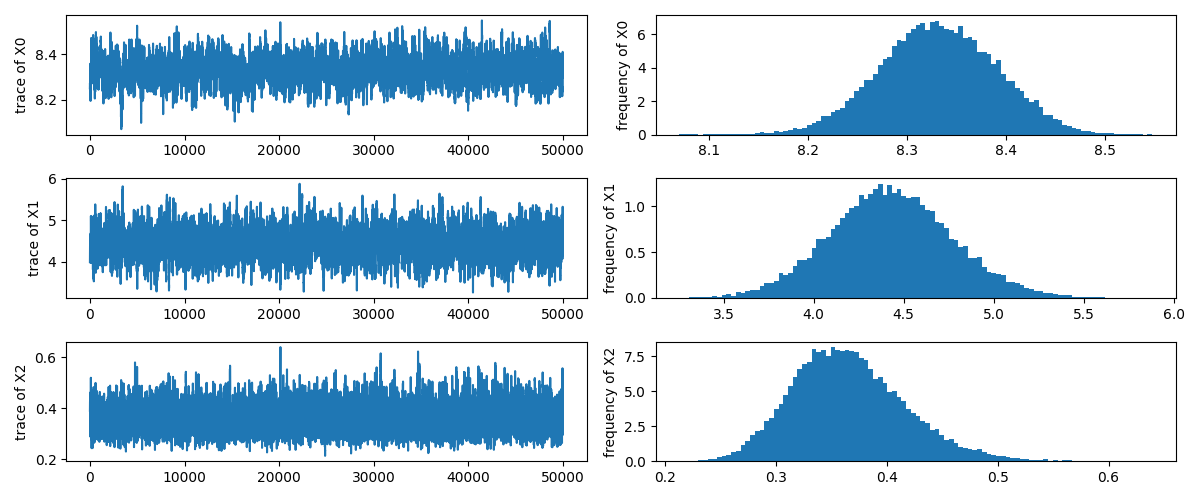 trace of X0
8.4
8.2
0 10000 20000 30000 40000 50000
frequency of X0
6
4
2
0
8.1 8.2 8.3 8.4 8.5
trace of X1
6
5
4
0 10000 20000 30000 40000 50000
frequency of X1
1.0
0.5
0.0
3.5 4.0 4.5 5.0 5.5 6.0
trace of X2
0.6
0.4
0.2
0 10000 20000 30000 40000 50000
frequency of X2
7.5
5.0
2.5
0.0
0.2 0.3 0.4 0.5 0.6